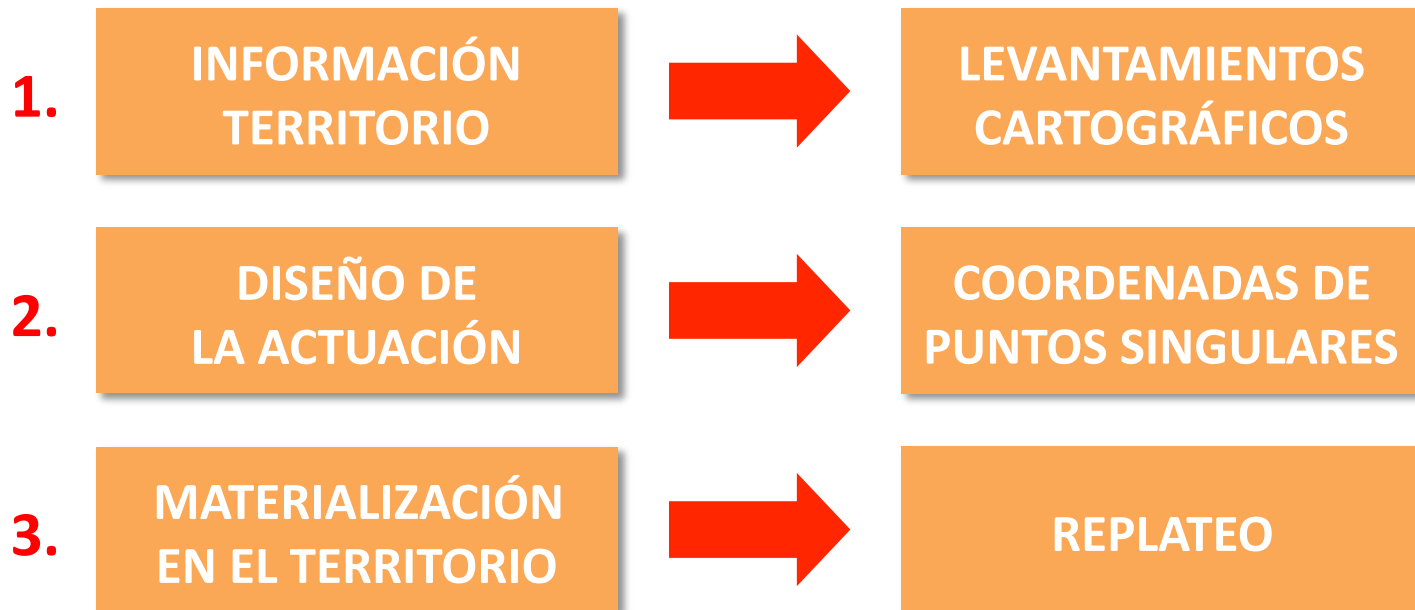 1.
INFORMACIÓN
TERRITORIO
LEVANTAMIENTOS
CARTOGRÁFICOS
2.
DISEÑO DE
LA ACTUACIÓN
COORDENADAS DE
PUNTOS SINGULARES
3.
MATERIALIZACIÓN
EN EL TERRITORIO
REPLATEO